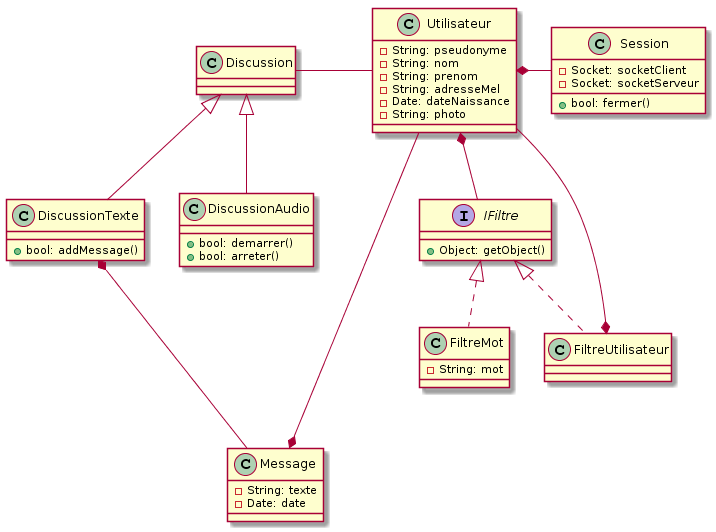 C Utilisateur
String: pseudonyme
String: nom
String: prenom
String: adresseMel
Date: dateNaissance
String: photo
C Session
Socket: socketClient
Socket: socketServeur
bool: fermer()
C Discussion
C DiscussionTexte
bool: addMessage()
C DiscussionAudio
bool: demarrer()
bool: arreter()
I IFiltre
Object: getObject()
C FiltreMot
String: mot
C FiltreUtilisateur
C Message
String: texte
Date: date